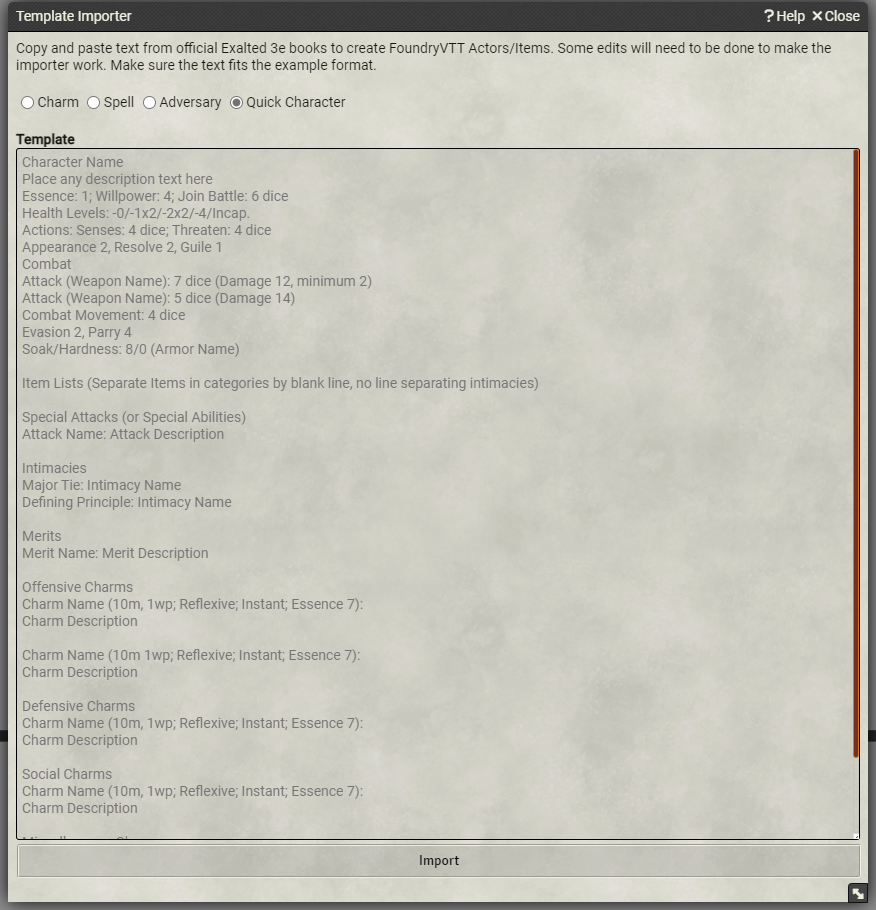 Template Importer
?Help ✕Close
Copy and paste text from official Exalted 3e books to create FoundryVTT Actors/Items. Some edits will need to be done to make the
importer work. Make sure the text fits the example format.
Charm Spell Adversary Quick Character
Template
Character Name
Place any description text here
Essence: 1; Willpower: 4; Join Battle: 6 dice
Health Levels: -0/-1x2/-2x2/-4/Incap.
Actions: Senses: 4 dice; Threaten: 4 dice
Appearance 2, Resolve 2, Guile 1
Combat
Attack (Weapon Name): 7 dice (Damage 12, minimum 2)
Attack (Weapon Name): 5 dice (Damage 14)
Combat Movement: 4 dice
Evasion 2, Parry 4
Soak/Hardness: 8/0 (Armor Name)
Item Lists (Separate Items in categories by blank line, no line separating intimacies)
Special Attacks (or Special Abilities)
Attack Name: Attack Description
Intimacies
Major Tie: Intimacy Name
Defining Principle: Intimacy Name
Merits
Merit Name: Merit Description
Offensive Charms
Charm Name (10m, 1wp; Reflexive; Instant; Essence 7):
Charm Description
Charm Name (10m 1wp; Reflexive; Instant; Essence 7):
Charm Description
Defensive Charms
Charm Name (10m, 1wp; Reflexive; Instant; Essence 7):
Charm Description
Social Charms
Charm Name (10m, 1wp; Reflexive; Instant; Essence 7):
Charm Description
Import